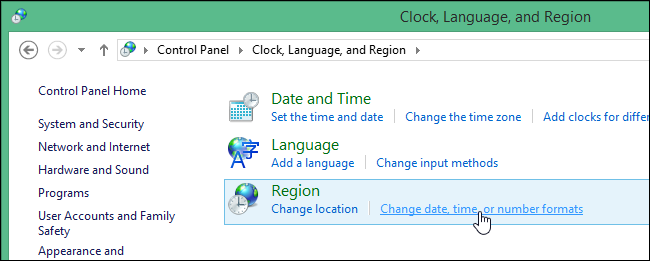 Clock, Language, and Region
Control Panel Clock, Language, and Region
Control Panel Home
System and Security
Network and Internet
Hardware and Sound
Programs
User Accounts and Family
Safety
Appearance and
Date and Time
Set the time and date Change the time zone Add clocks for differ
Language
Add a language Change input methods
Region
Change location Change date, time, or number formats